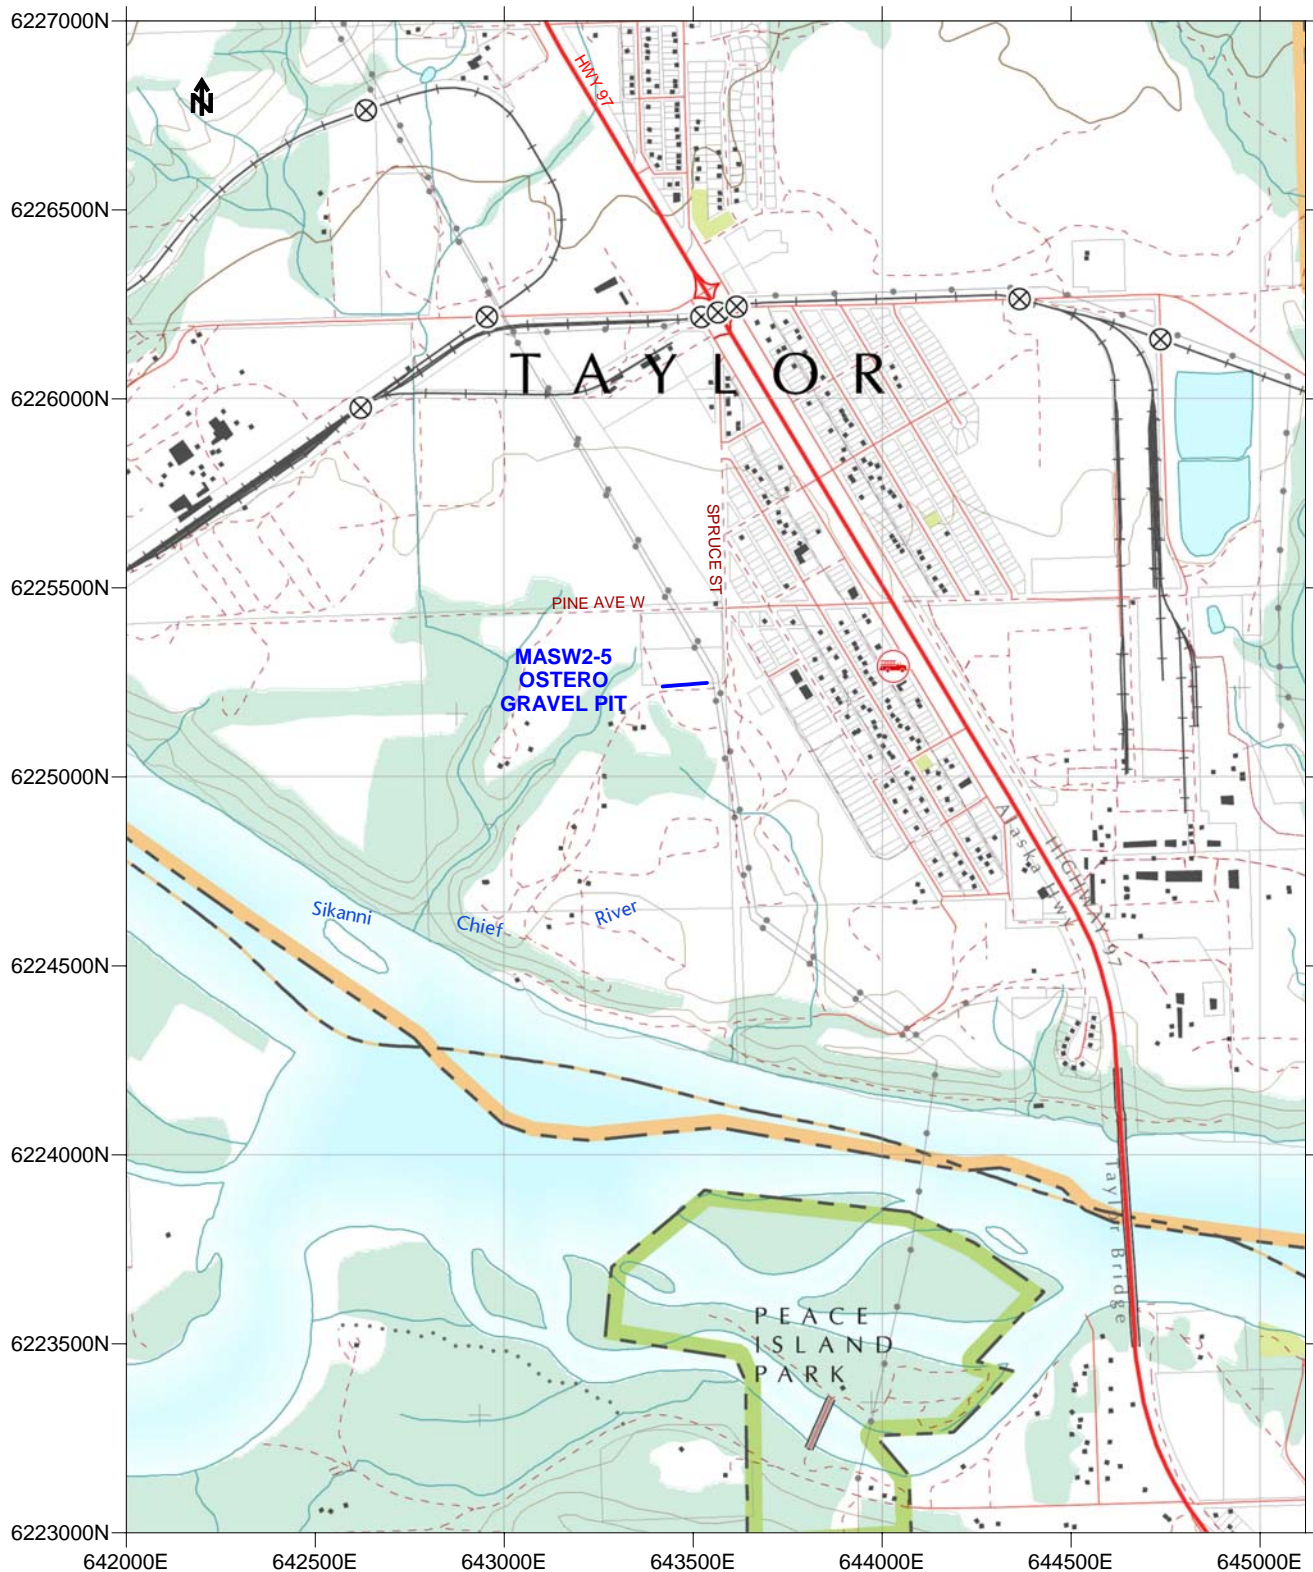 6227000N
6226500N
6226000N
6225500N
6225000N
6224500N
6224000N
6223500N
6223000N
642000E
642500E
643000E
643500E
644000E
644500E
645000E
N
HWY 97
TAYLOR
SPRUCE ST
PINE AVE W
MASW2-5
OSTERO
GRAVEL PIT
Alaska Hwy
HIGHWAY 97
Sikanni Chief River
Taylor Bridge
PEACE
ISLAND
PARK